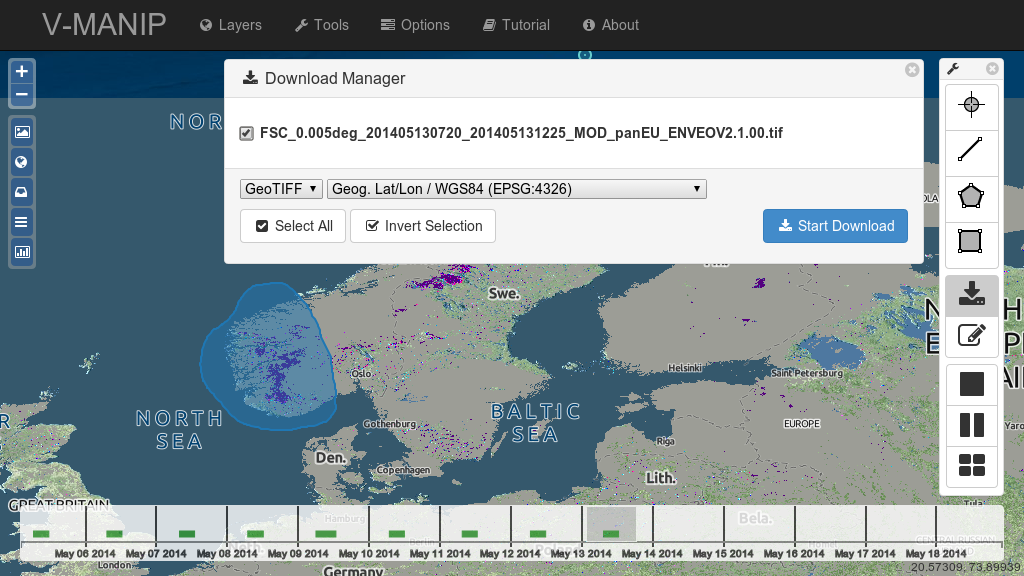 V-MANIP Layers Tools Options Tutorial About
Download Manager
FSC_0.005deg_201405130720_201405131225_MOD_panEU_ENVEOV2.1.00.tif
GeoTIFF ▼ Geog. Lat/Lon / WGS84 (EPSG:4326) ▼
Select All Invert Selection Start Download
NOR
Swe.
Helsinki
Saint Petersburg
Oslo
NORTH
SEA
BALTIC
SEA
Gothenburg
EUROPE
Riga
Den.
Copenhagen
Lith.
GREAT BRITAIN
Hamburg
Bela.
May 06 2014 May 07 2014 May 08 2014 May 09 2014 May 10 2014 May 11 2014 May 12 2014 May 13 2014 May 14 2014 May 15 2014 May 16 2014 May 17 2014 May 18 2014
London
Germany
20.57309, 73.89939